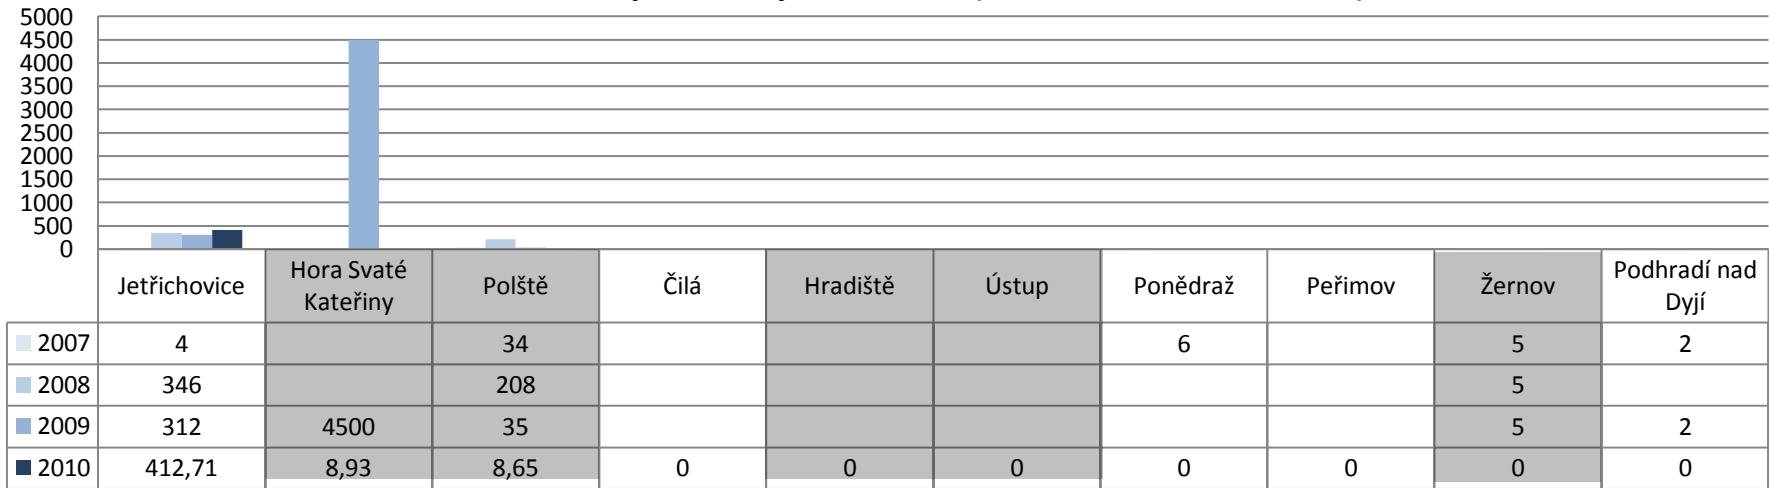 5000
4500
4000
3500
3000
2500
2000
1500
1000
500
0
Jetřichovice Hora Svaté Kateřiny Polště Čilá Hradiště Ústup Ponědraž Peřimov Žernov Podhradí nad Dyjí
2007 4 34 6 5 2
2008 346 208 5
2009 312 4500 35 5 2
2010 412,71 8,93 8,65 0 0 0 0 0 0 0